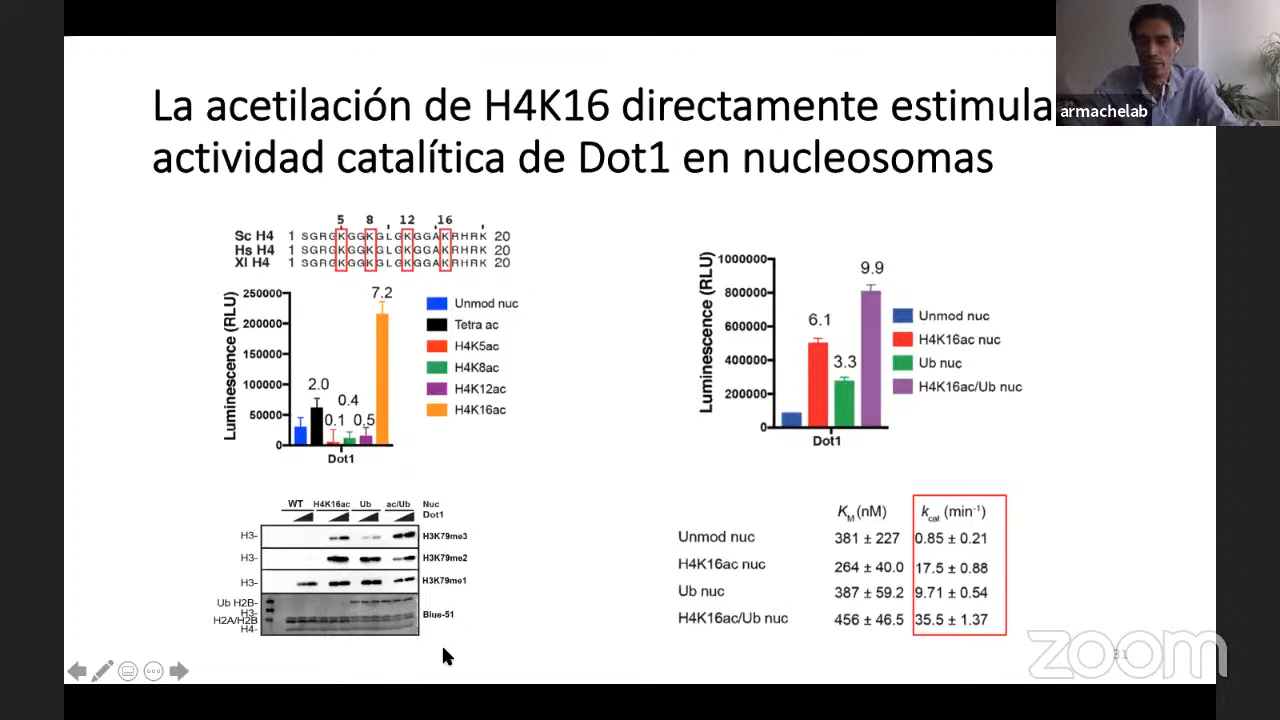 La acetilación de H4K16 directamente estimula
actividad catalítica de Dot1 en nucleosomas
armachelab
5 8 12 16
Sc H4 1 SGRGKGGKGLGKGGAKRHRK 20
Hs H4 1 SGRGKGGKGLGKGGAKRHRK 20
Xl H4 1 SGRGKGGKGLGKGGAKRHRK 20
Luminescence (RLU)
250000
200000
150000
100000
50000
0
2.0
0.1
0.4
0.5
7.2
Dot1
Unmod nuc
Tetra ac
H4K5ac
H4K8ac
H4K12ac
H4K16ac
Luminescence (RLU)
1000000
800000
600000
400000
200000
0
6.1
3.3
9.9
Dot1
Unmod nuc
H4K16ac nuc
Ub nuc
H4K16ac/Ub nuc
WT H4K16ac Ub ac/Ub Nuc
Dot1
H3- H3K79me3
H3- H3K79me2
H3- H3K79me1
Ub H2B-
H3-
H2A/H2B
H4-
Blue-51
KM (nM) kcat (min-1)
Unmod nuc 381 ± 227 0.85 ± 0.21
H4K16ac nuc 264 ± 40.0 17.5 ± 0.88
Ub nuc 387 ± 59.2 9.71 ± 0.54
H4K16ac/Ub nuc 456 ± 46.5 35.5 ± 1.37
zoom